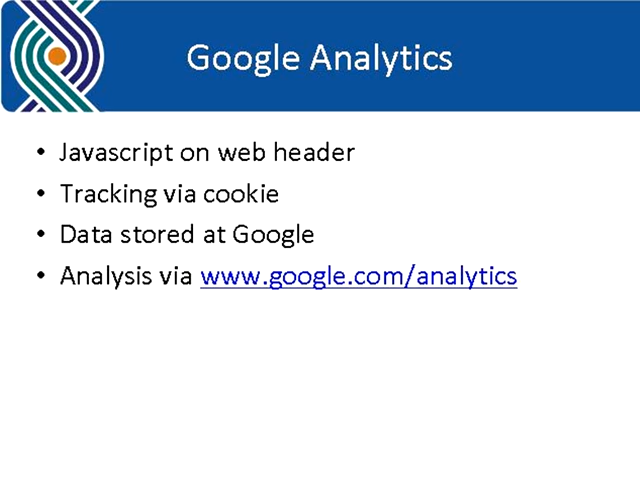 Google Analytics
• Javascript on web header
• Tracking via cookie
• Data stored at Google
• Analysis via www.google.com/analytics